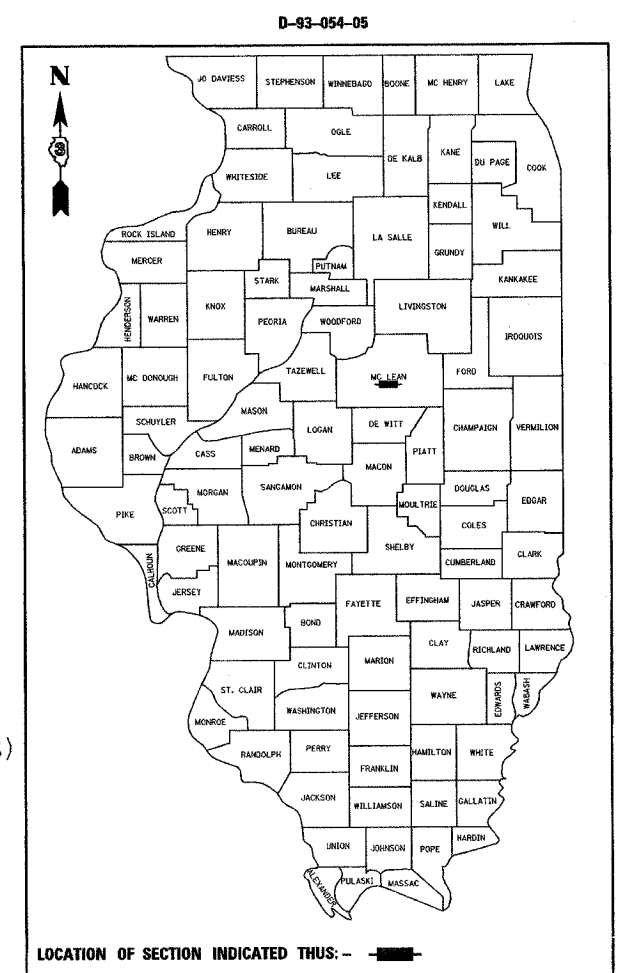 D-93-054-05
N
JO DAVIESS STEPHENSON WINNEBAGO BOONE MC HENRY LAKE
CARROLL OGLE DE KALB KANE DU PAGE COOK
WHITESIDE LEE KENDALL WILL
ROCK ISLAND HENRY BUREAU LA SALLE GRUNDY
MERCER PUTNAM KANKAKEE
STARK MARSHALL
HENDERSON WARREN KNOX PEORIA WOODFORD LIVINGSTON IROQUOIS
HANCOCK MC DONOUGH FULTON TAZEWELL MC LEAN FORD
SCHUYLER MASON LOGAN DE WITT CHAMPAIGN VERMILION
ADAMS BROWN CASS MENARD MACON PIATT
MORGAN SANGAMON DOUGLAS EDGAR
PIKE SCOTT CHRISTIAN MOULTRIE COLES
GREENE MACOUPIN MONTGOMERY SHELBY CUMBERLAND CLARK
CALHOUN JERSEY FAYETTE EFFINGHAM JASPER CRAWFORD
MADISON BOND CLAY RICHLAND LAWRENCE
CLINTON MARION
ST. CLAIR WAYNE EDWARDS WABASH
MONROE WASHINGTON JEFFERSON
RANDOLPH PERRY FRANKLIN HAMILTON WHITE
JACKSON WILLIAMSON SALINE GALLATIN
UNION JOHNSON POPE HARDIN
ALEXANDER PULASKI MASSAC
LOCATION OF SECTION INDICATED THUS; -